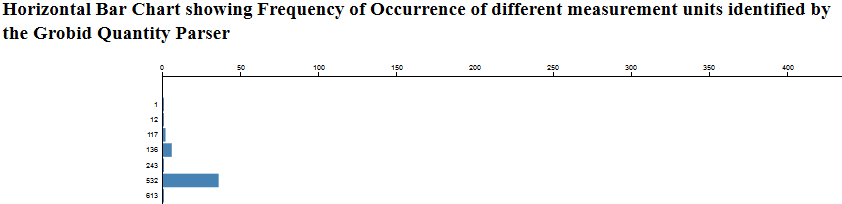 Horizontal Bar Chart showing Frequency of Occurrence of different measurement units identified by
the Grobid Quantity Parser
0 50 100 150 200 250 300 350 400
1
12
117
136
243
532
613